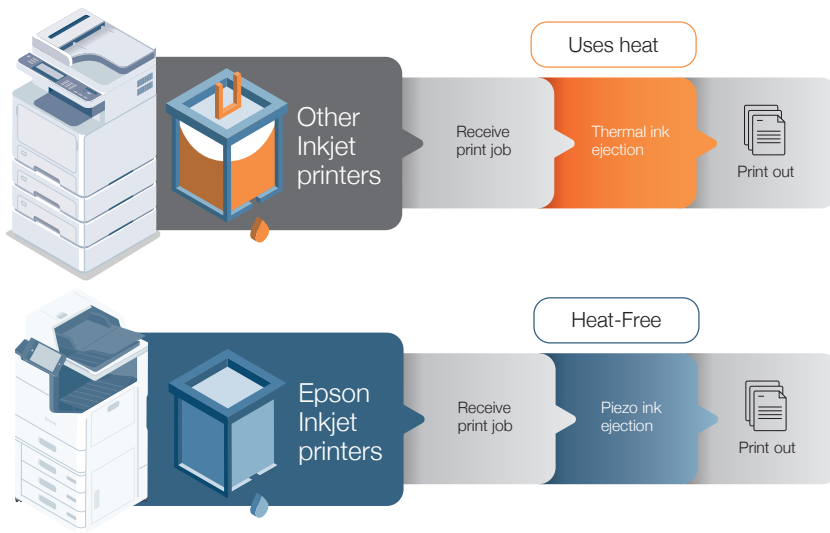 Uses heat
Other
Inkjet
printers
Receive
print job
Thermal ink
ejection
Print out
Heat-Free
Epson
Inkjet
printers
Receive
print job
Piezo ink
ejection
Print out